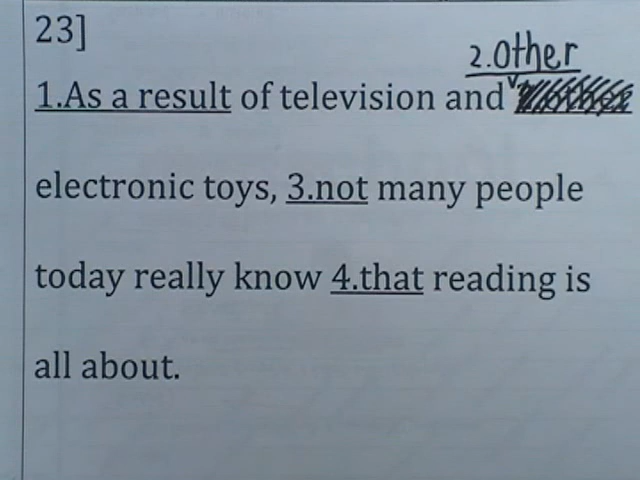 23]
2.Other
1.As a result of television and
electronic toys, 3.not many people
today really know 4.that reading is
all about.